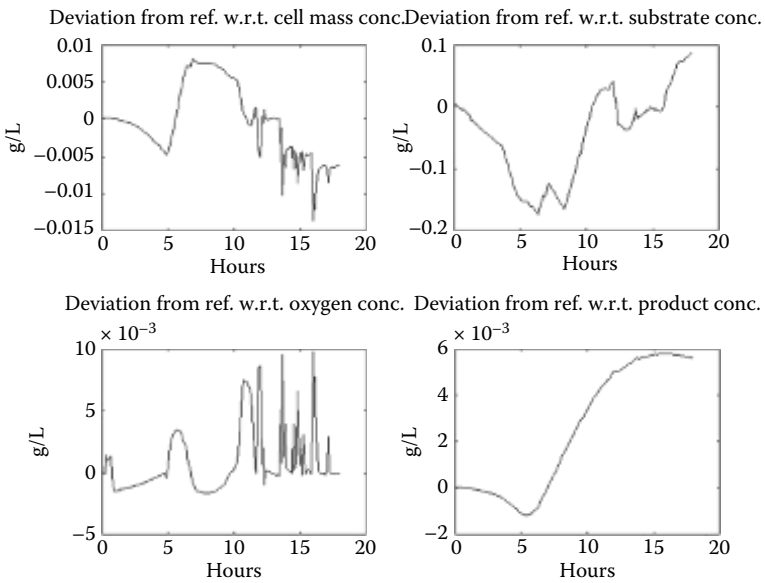 Deviation from ref. w.r.t. cell mass conc.
0.01
0.005
0
−0.005
−0.01
−0.015
g/L
0 5 10 15 20
Hours
Deviation from ref. w.r.t. substrate conc.
0.1
0
−0.1
−0.2
g/L
0 5 10 15 20
Hours
Deviation from ref. w.r.t. oxygen conc.
× 10−3
10
5
0
−5
g/L
0 5 10 15 20
Hours
Deviation from ref. w.r.t. product conc.
× 10−3
6
4
2
0
−2
g/L
0 5 10 15 20
Hours